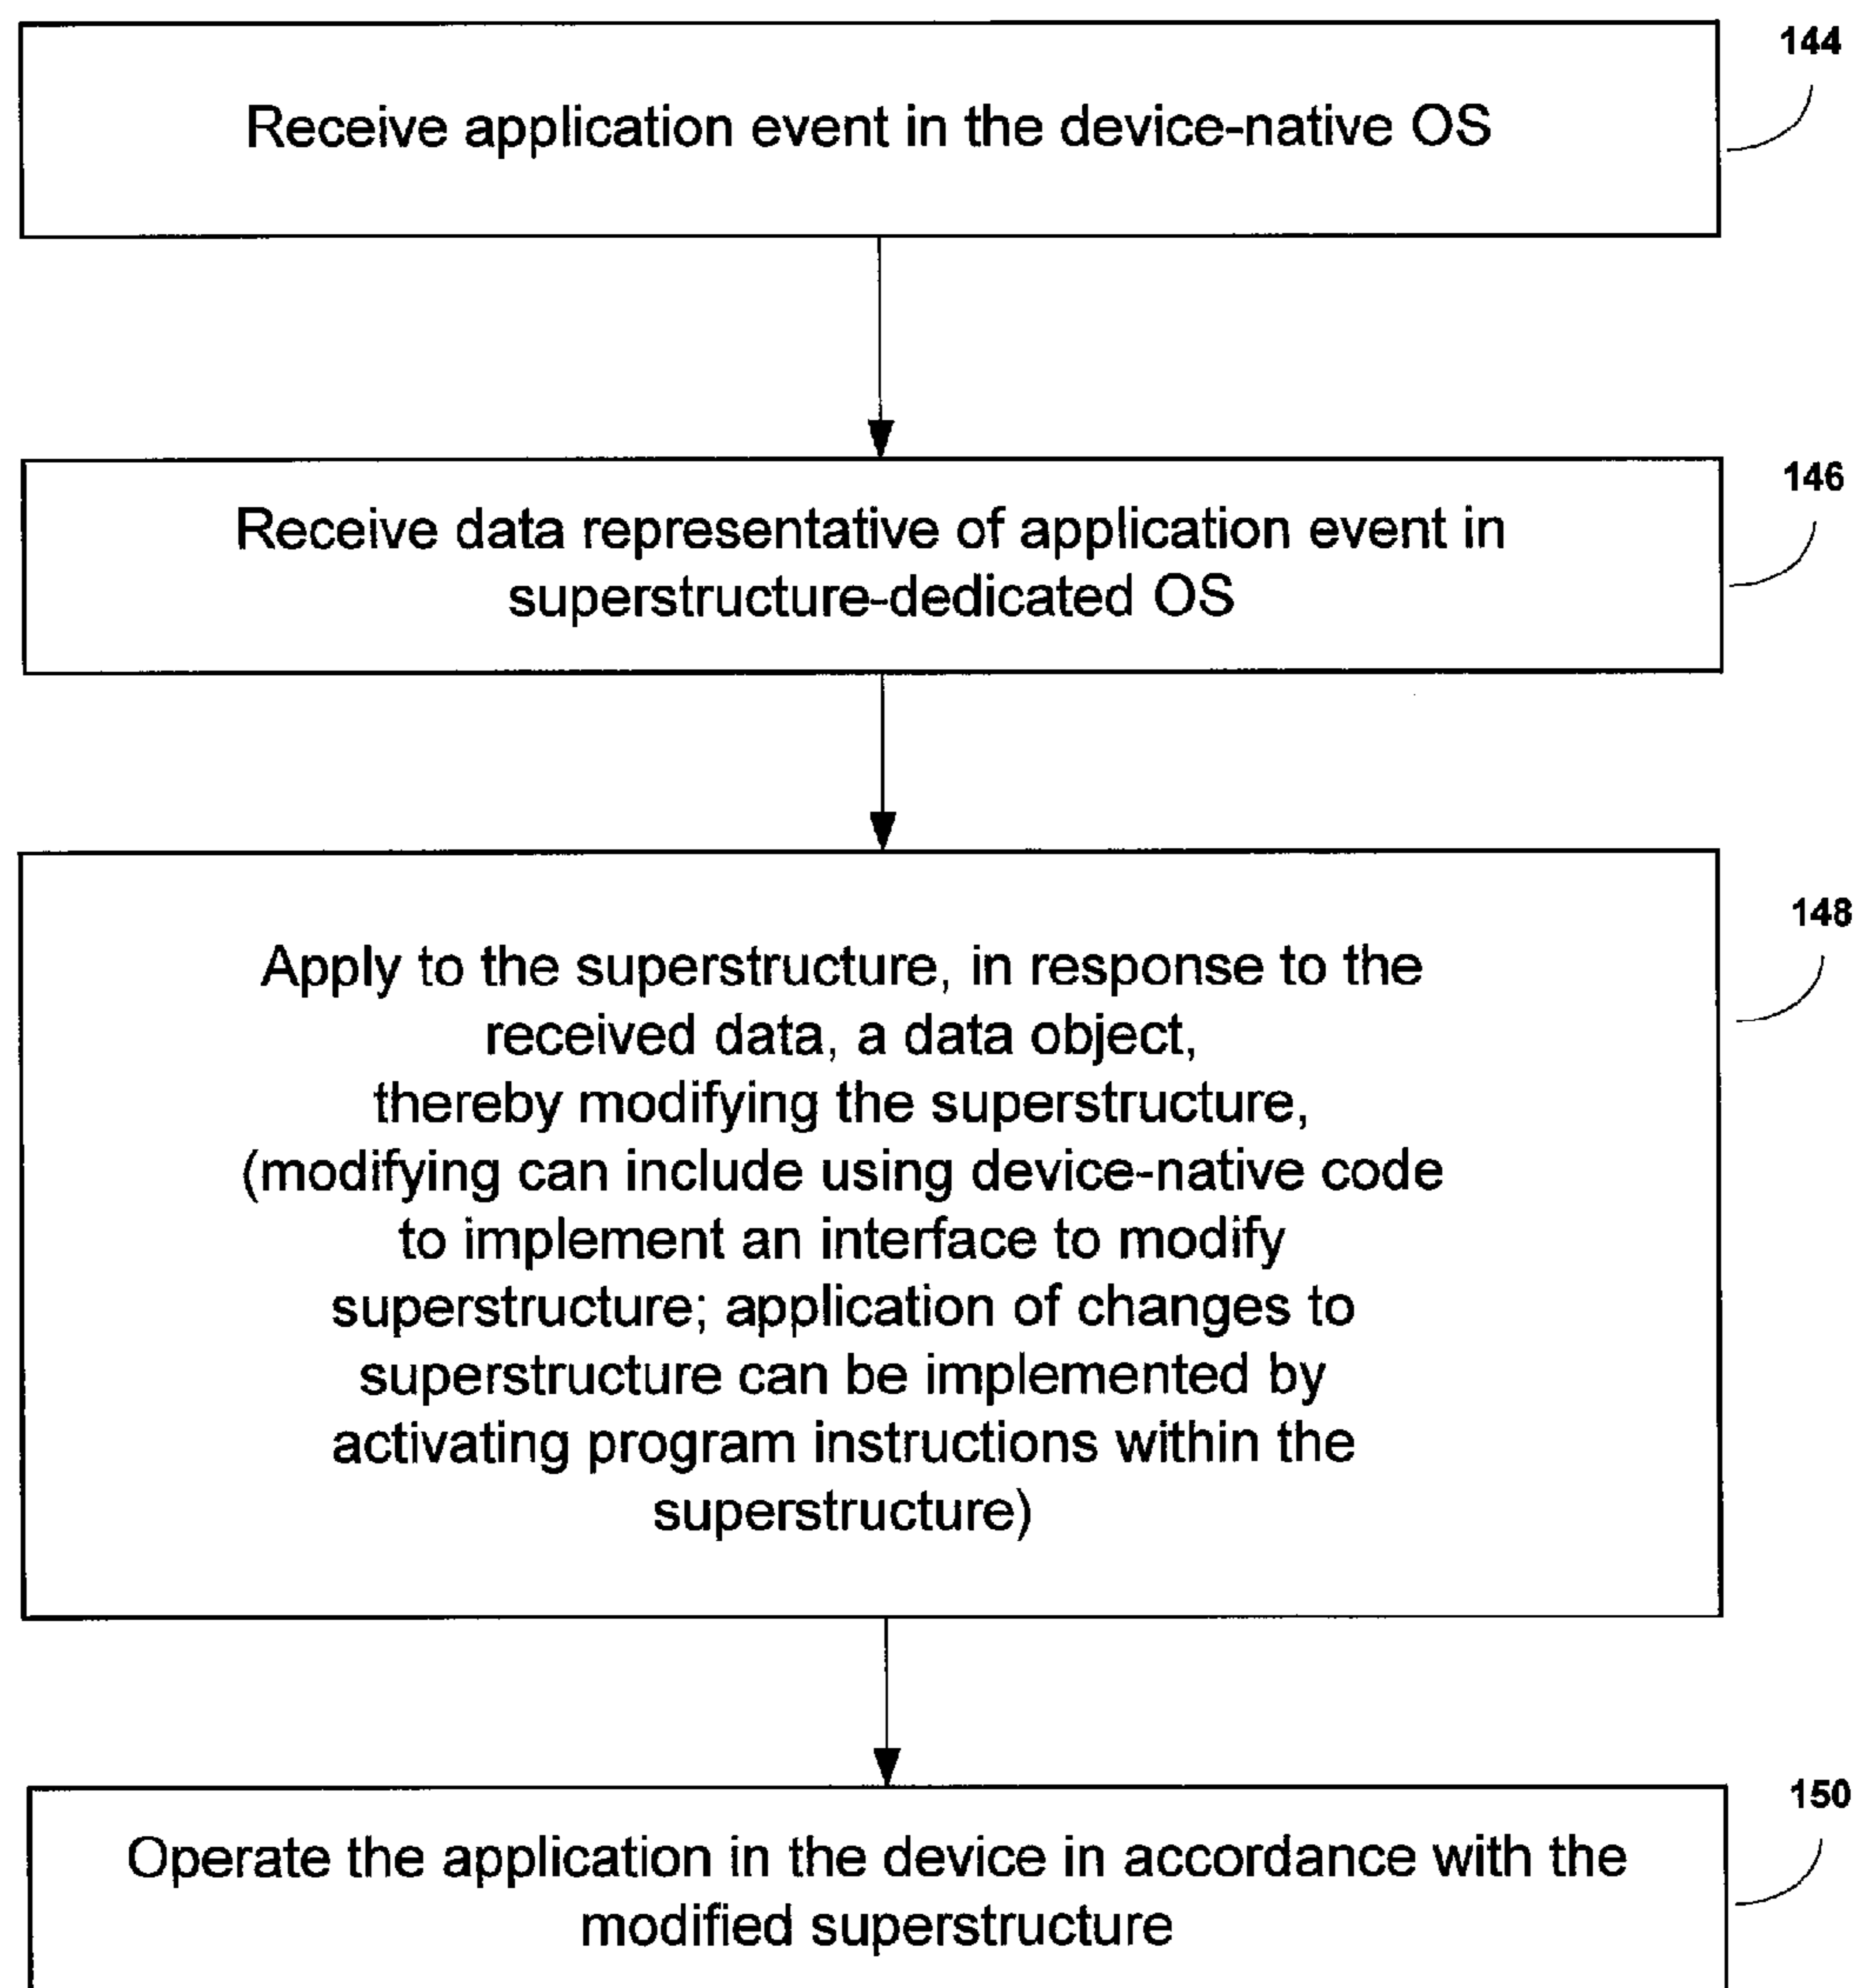 144
Receive application event in the device-native OS
146
Receive data representative of application event in
superstructure-dedicated OS
148
Apply to the superstructure, in response to the
received data, a data object,
thereby modifying the superstructure,
(modifying can include using device-native code
to implement an interface to modify
superstructure; application of changes to
superstructure can be implemented by
activating program instructions within the
superstructure)
150
Operate the application in the device in accordance with the
modified superstructure